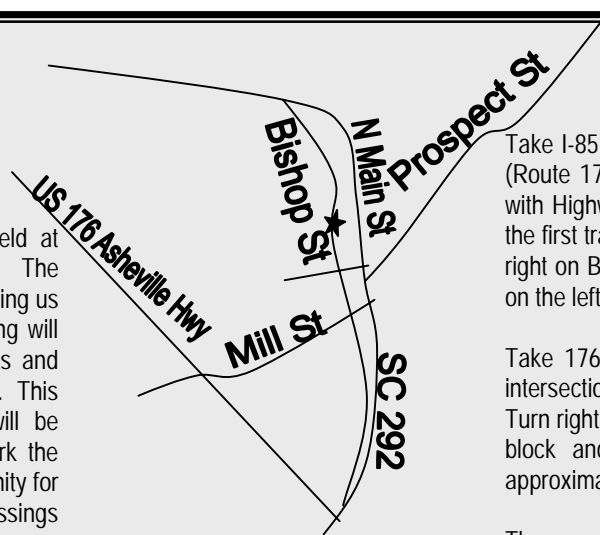 eld at
The
ing us
ng will
s and
. This
will be
rk the
nity for
ssings
Bishop St
N Main St
Prospect St
US 176 Asheville Hwy
Mill St
SC 292
Take I-85
(Route 17
with Highw
the first tra
right on B
on the left
Take 176
intersectio
Turn right
block and
approxima